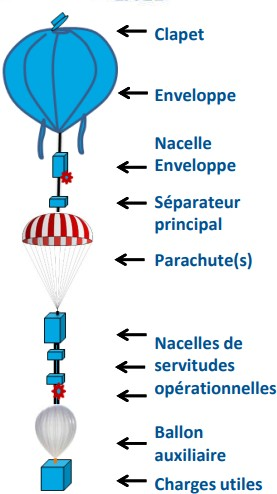 Clapet
Enveloppe
Nacelle
Enveloppe
Séparateur
principal
Parachute(s)
Nacelles de
servitudes
opérationnelles
Ballon
auxiliaire
Charges utiles